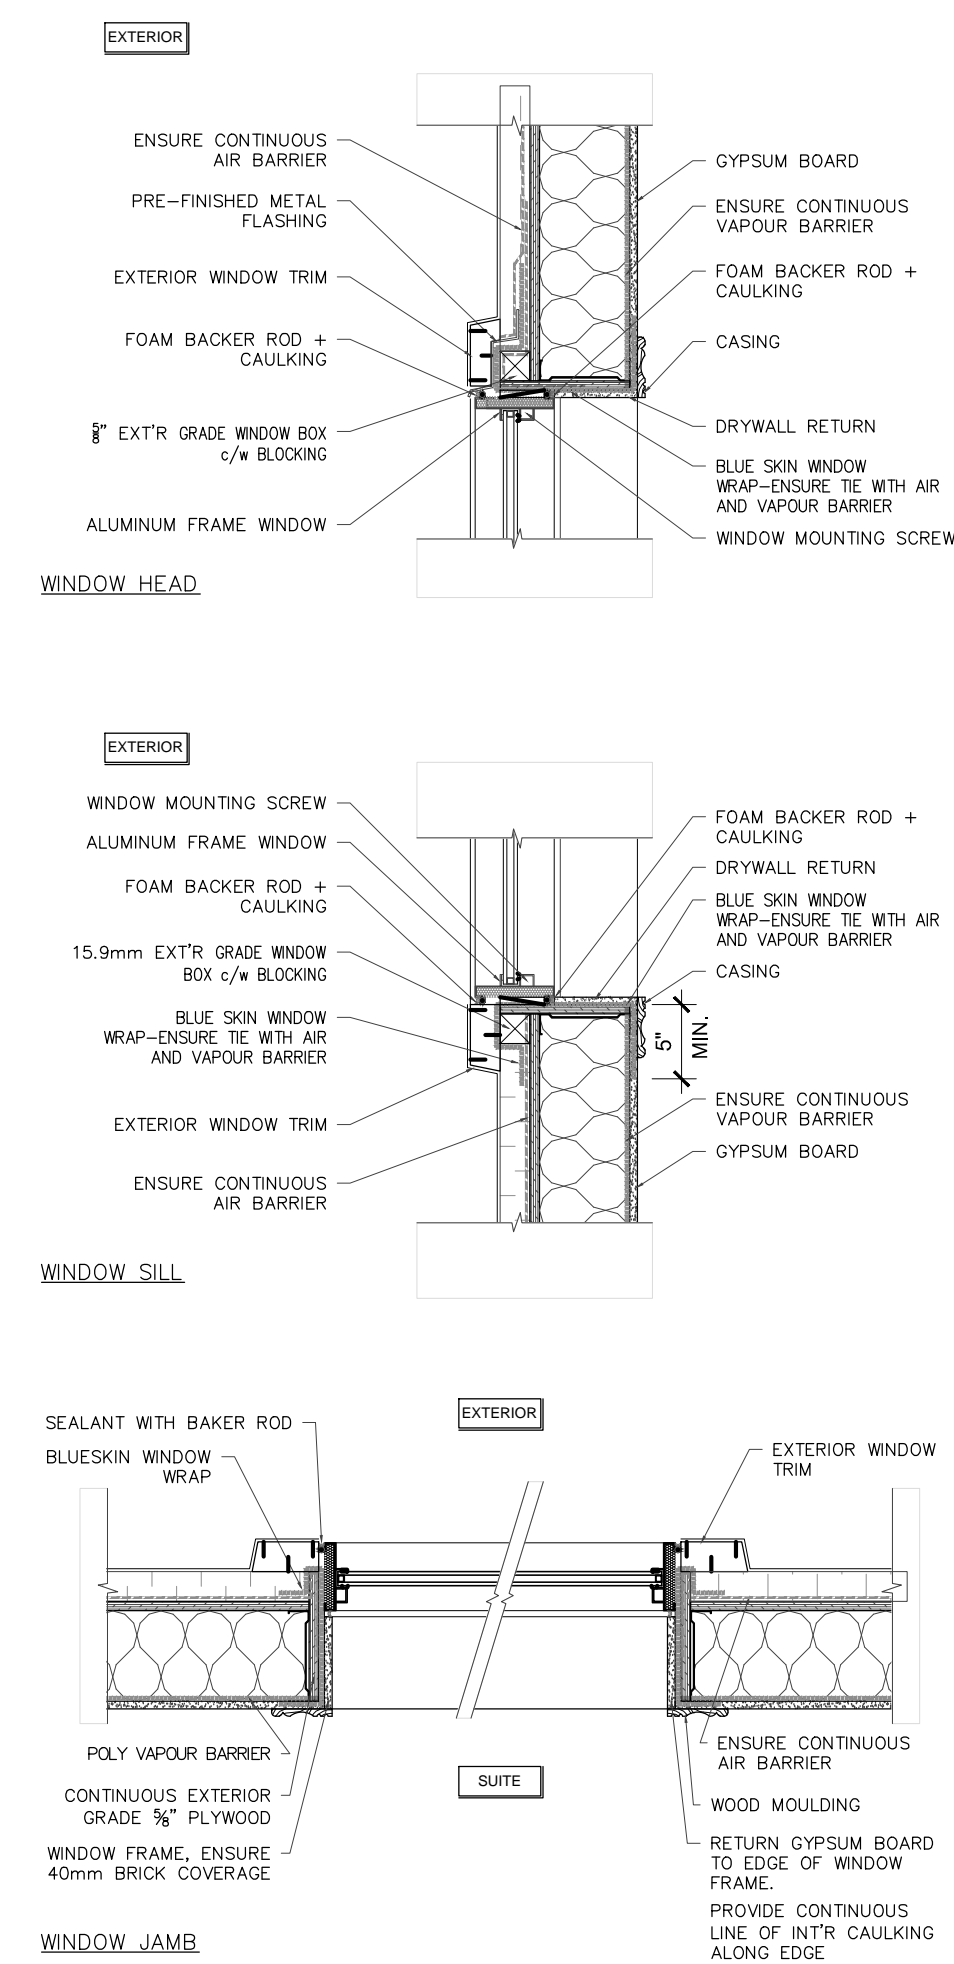 EXTERIOR
ENSURE CONTINUOUS
AIR BARRIER
PRE-FINISHED METAL
FLASHING
EXTERIOR WINDOW TRIM
FOAM BACKER ROD +
CAULKING
5/8" EXT'R GRADE WINDOW BOX
c/w BLOCKING
ALUMINUM FRAME WINDOW
GYPSUM BOARD
ENSURE CONTINUOUS
VAPOUR BARRIER
FOAM BACKER ROD +
CAULKING
CASING
DRYWALL RETURN
BLUE SKIN WINDOW
WRAP-ENSURE TIE WITH AIR
AND VAPOUR BARRIER
WINDOW MOUNTING SCREW
WINDOW HEAD
EXTERIOR
WINDOW MOUNTING SCREW
ALUMINUM FRAME WINDOW
FOAM BACKER ROD +
CAULKING
15.9mm EXT'R GRADE WINDOW
BOX c/w BLOCKING
BLUE SKIN WINDOW
WRAP-ENSURE TIE WITH AIR
AND VAPOUR BARRIER
EXTERIOR WINDOW TRIM
ENSURE CONTINUOUS
AIR BARRIER
FOAM BACKER ROD +
CAULKING
DRYWALL RETURN
BLUE SKIN WINDOW
WRAP-ENSURE TIE WITH AIR
AND VAPOUR BARRIER
CASING
5"
MIN.
ENSURE CONTINUOUS
VAPOUR BARRIER
GYPSUM BOARD
WINDOW SILL
EXTERIOR
SEALANT WITH BAKER ROD
BLUESKIN WINDOW
WRAP
EXTERIOR WINDOW
TRIM
POLY VAPOUR BARRIER
CONTINUOUS EXTERIOR
GRADE 5/8" PLYWOOD
WINDOW FRAME, ENSURE
40mm BRICK COVERAGE
SUITE
ENSURE CONTINUOUS
AIR BARRIER
WOOD MOULDING
RETURN GYPSUM BOARD
TO EDGE OF WINDOW
FRAME.
PROVIDE CONTINUOUS
LINE OF INT'R CAULKING
ALONG EDGE
WINDOW JAMB